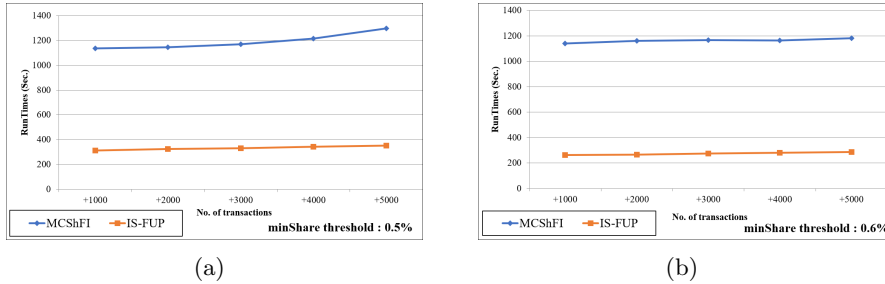 1400
1200
1000
800
600
400
200
0
RunTimes (Sec.)
+1000 +2000 +3000 +4000 +5000
No. of transactions
MCShFI IS-FUP
minShare threshold : 0.5%
(a)
1400
1200
1000
800
600
400
200
0
RunTimes (Sec.)
+1000 +2000 +3000 +4000 +5000
No. of transactions
MCShFI IS-FUP
minShare threshold : 0.6%
(b)